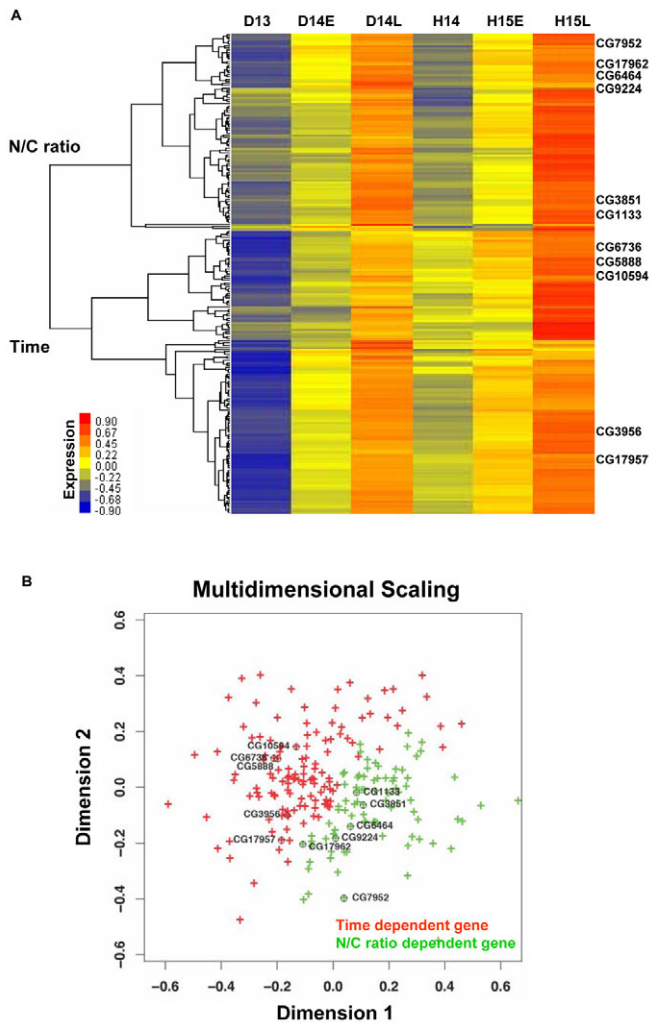 A
D13 D14E D14L H14 H15E H15L
CG7952
CG17962
CG6464
CG9224
N/C ratio
CG3851
CG1133
CG6736
CG5888
CG10594
Time
CG3956
CG17957
Expression
0.90
0.67
0.45
0.22
0.00
-0.22
-0.45
-0.68
-0.90
B
Multidimensional Scaling
Dimension 2
0.6
0.4
0.2
0.0
−0.2
−0.4
−0.6
CG10594
CG6736
CG5888
CG1133
CG3851
CG3956
CG6464
CG17957
CG9224
CG17962
CG7952
Time dependent gene
N/C ratio dependent gene
−0.6 −0.4 −0.2 0.0 0.2 0.4 0.6
Dimension 1